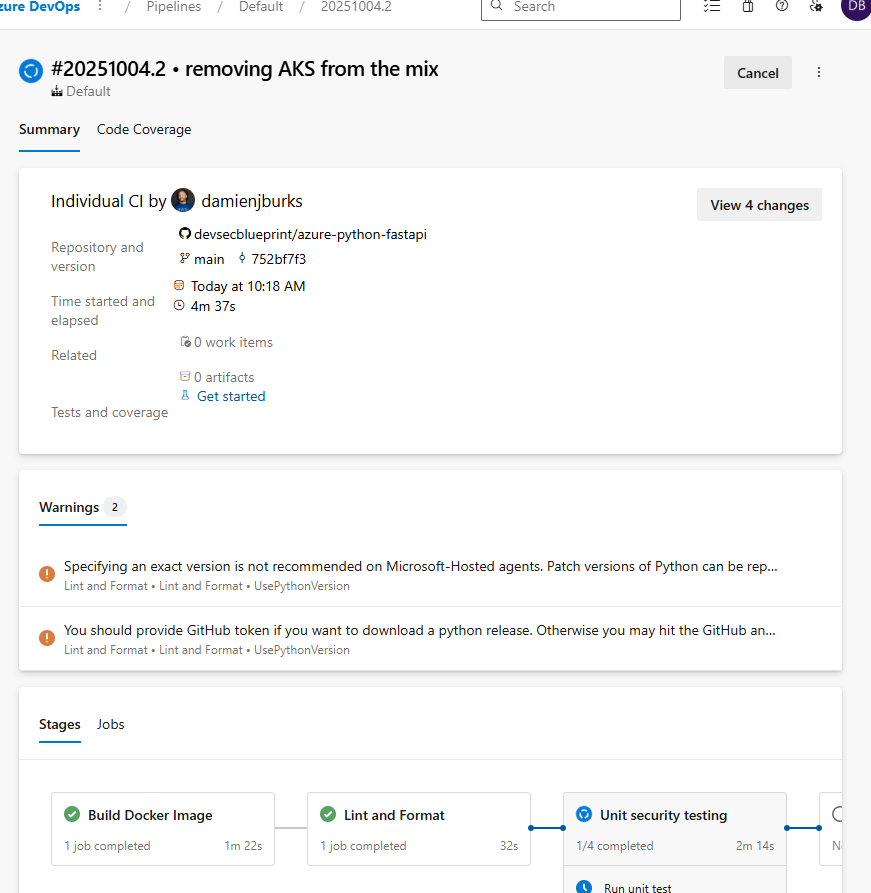 zure DevOps / Pipelines / Default / 20251004.2 Search DB
#20251004.2 • removing AKS from the mix
Cancel
Default
Summary Code Coverage
Individual CI by damienjburks
View 4 changes
Repository and version
devsecblueprint/azure-python-fastapi
main 752bf7f3
Time started and elapsed
Today at 10:18 AM
4m 37s
Related
0 work items
0 artifacts
Tests and coverage
Get started
Warnings 2
Specifying an exact version is not recommended on Microsoft-Hosted agents. Patch versions of Python can be rep...
Lint and Format • Lint and Format • UsePythonVersion
You should provide GitHub token if you want to download a python release. Otherwise you may hit the GitHub an...
Lint and Format • Lint and Format • UsePythonVersion
Stages Jobs
Build Docker Image
1 job completed 1m 22s
Lint and Format
1 job completed 32s
Unit security testing
1/4 completed 2m 14s
Run unit test